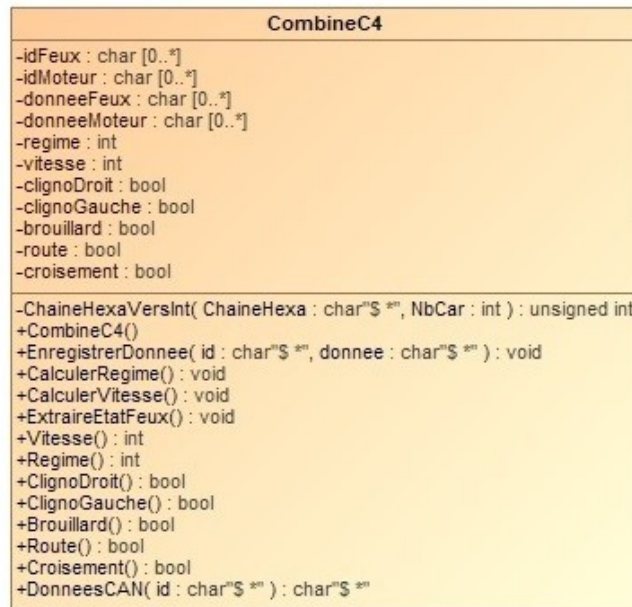 CombineC4
-idFeux : char [0..*]
-idMoteur : char [0..*]
-donneeFeux : char [0..*]
-donneeMoteur : char [0..*]
-regime : int
-vitesse : int
-clignoDroit : bool
-clignoGauche : bool
-brouillard : bool
-route : bool
-croisement : bool
-ChaineHexaVersInt( ChaineHexa : char"$ *", NbCar : int ) : unsigned int
+CombineC4()
+EnregistrerDonnee( id : char"$ *", donnee : char"$ *" ) : void
+CalculerRegime() : void
+CalculerVitesse() : void
+ExtraireEtatFeux() : void
+Vitesse() : int
+Regime() : int
+ClignoDroit() : bool
+ClignoGauche() : bool
+Brouillard() : bool
+Route() : bool
+Croisement() : bool
+DonneesCAN( id : char"$ *" ) : char"$ *"